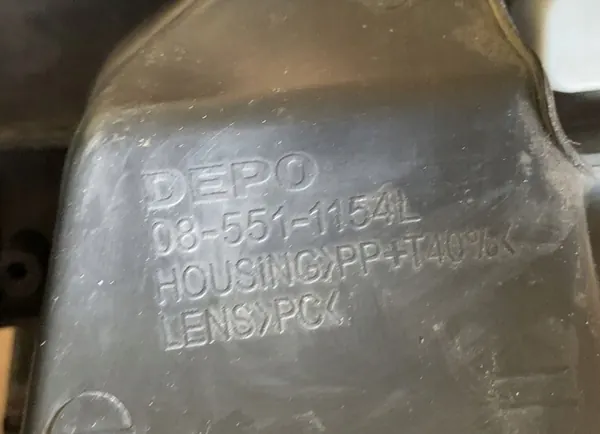 DEPO
08-551-1154L
HOUSING>PP+T40%<
LENS>PC<